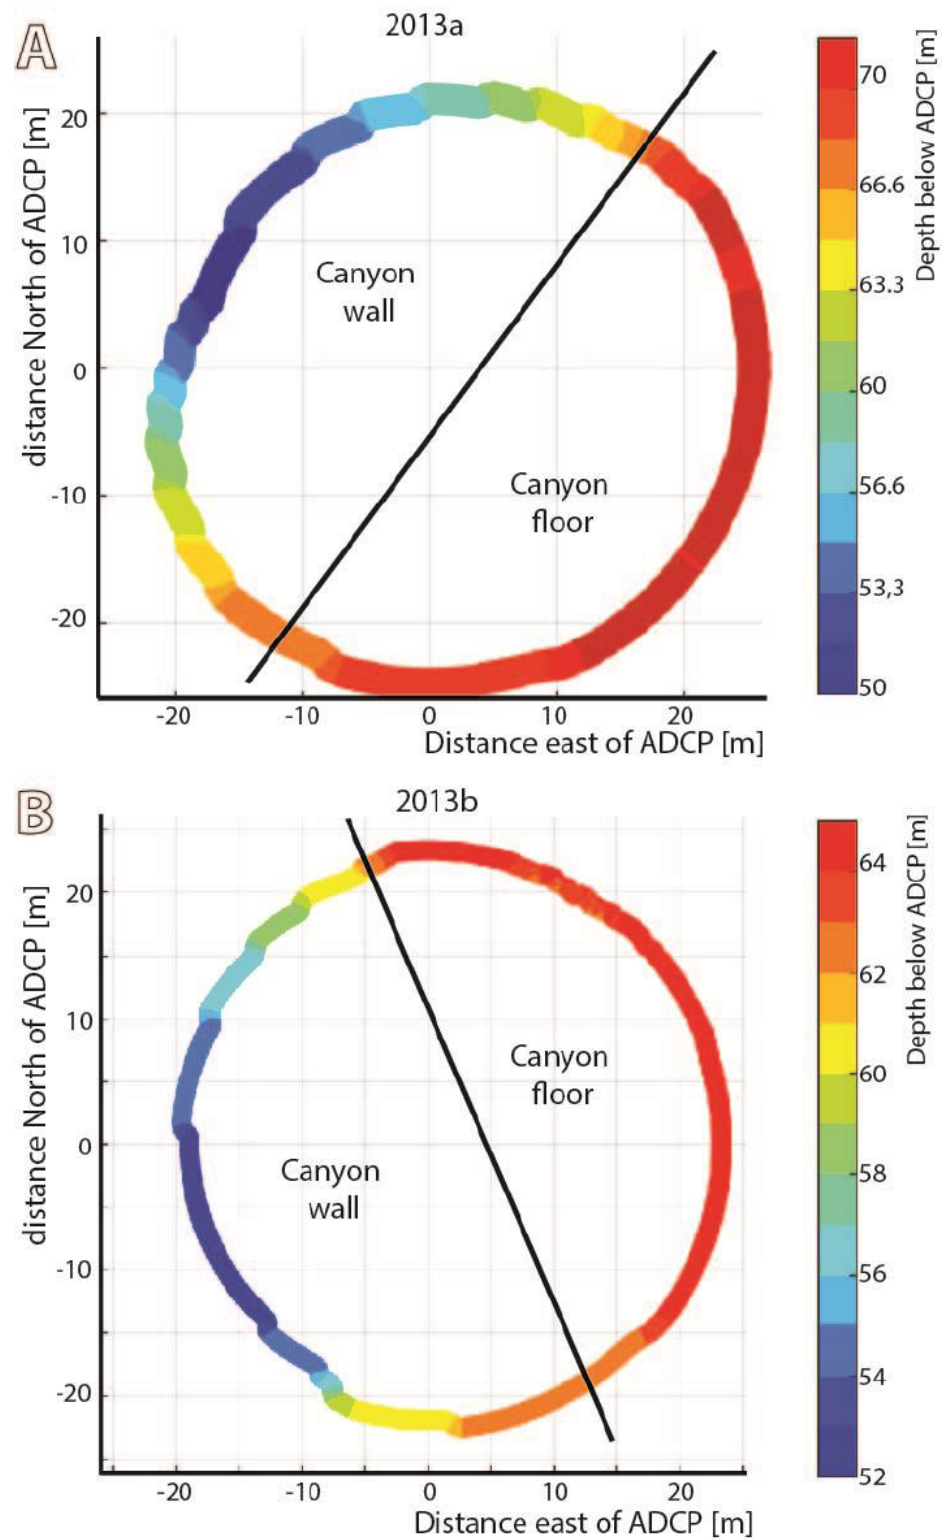 A
2013a
distance North of ADCP [m]
20
10
0
-10
-20
-20
-10
0
10
20
Distance east of ADCP [m]
Canyon
wall
Canyon
floor
70
66.6
63.3
60
56.6
53,3
50
Depth below ADCP [m]
B
2013b
distance North of ADCP [m]
20
10
0
-10
-20
-20
-10
0
10
20
Distance east of ADCP [m]
Canyon
floor
Canyon
wall
64
62
60
58
56
54
52
Depth below ADCP [m]